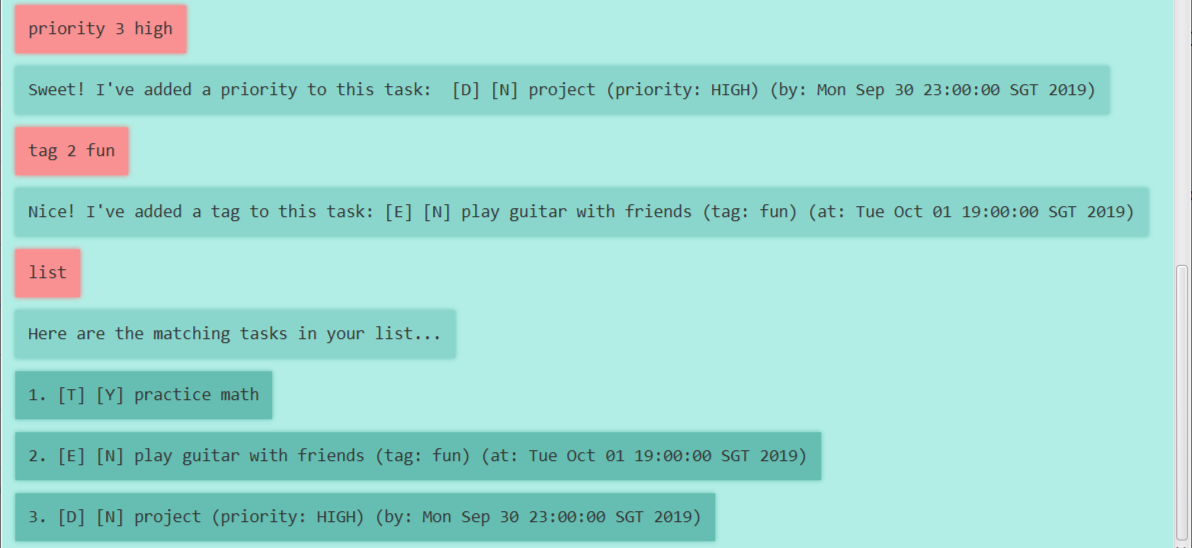 priority 3 high
Sweet! I've added a priority to this task:  [D] [N] project (priority: HIGH) (by: Mon Sep 30 23:00:00 SGT 2019)
tag 2 fun
Nice! I've added a tag to this task: [E] [N] play guitar with friends (tag: fun) (at: Tue Oct 01 19:00:00 SGT 2019)
list
Here are the matching tasks in your list...
1. [T] [Y] practice math
2. [E] [N] play guitar with friends (tag: fun) (at: Tue Oct 01 19:00:00 SGT 2019)
3. [D] [N] project (priority: HIGH) (by: Mon Sep 30 23:00:00 SGT 2019)